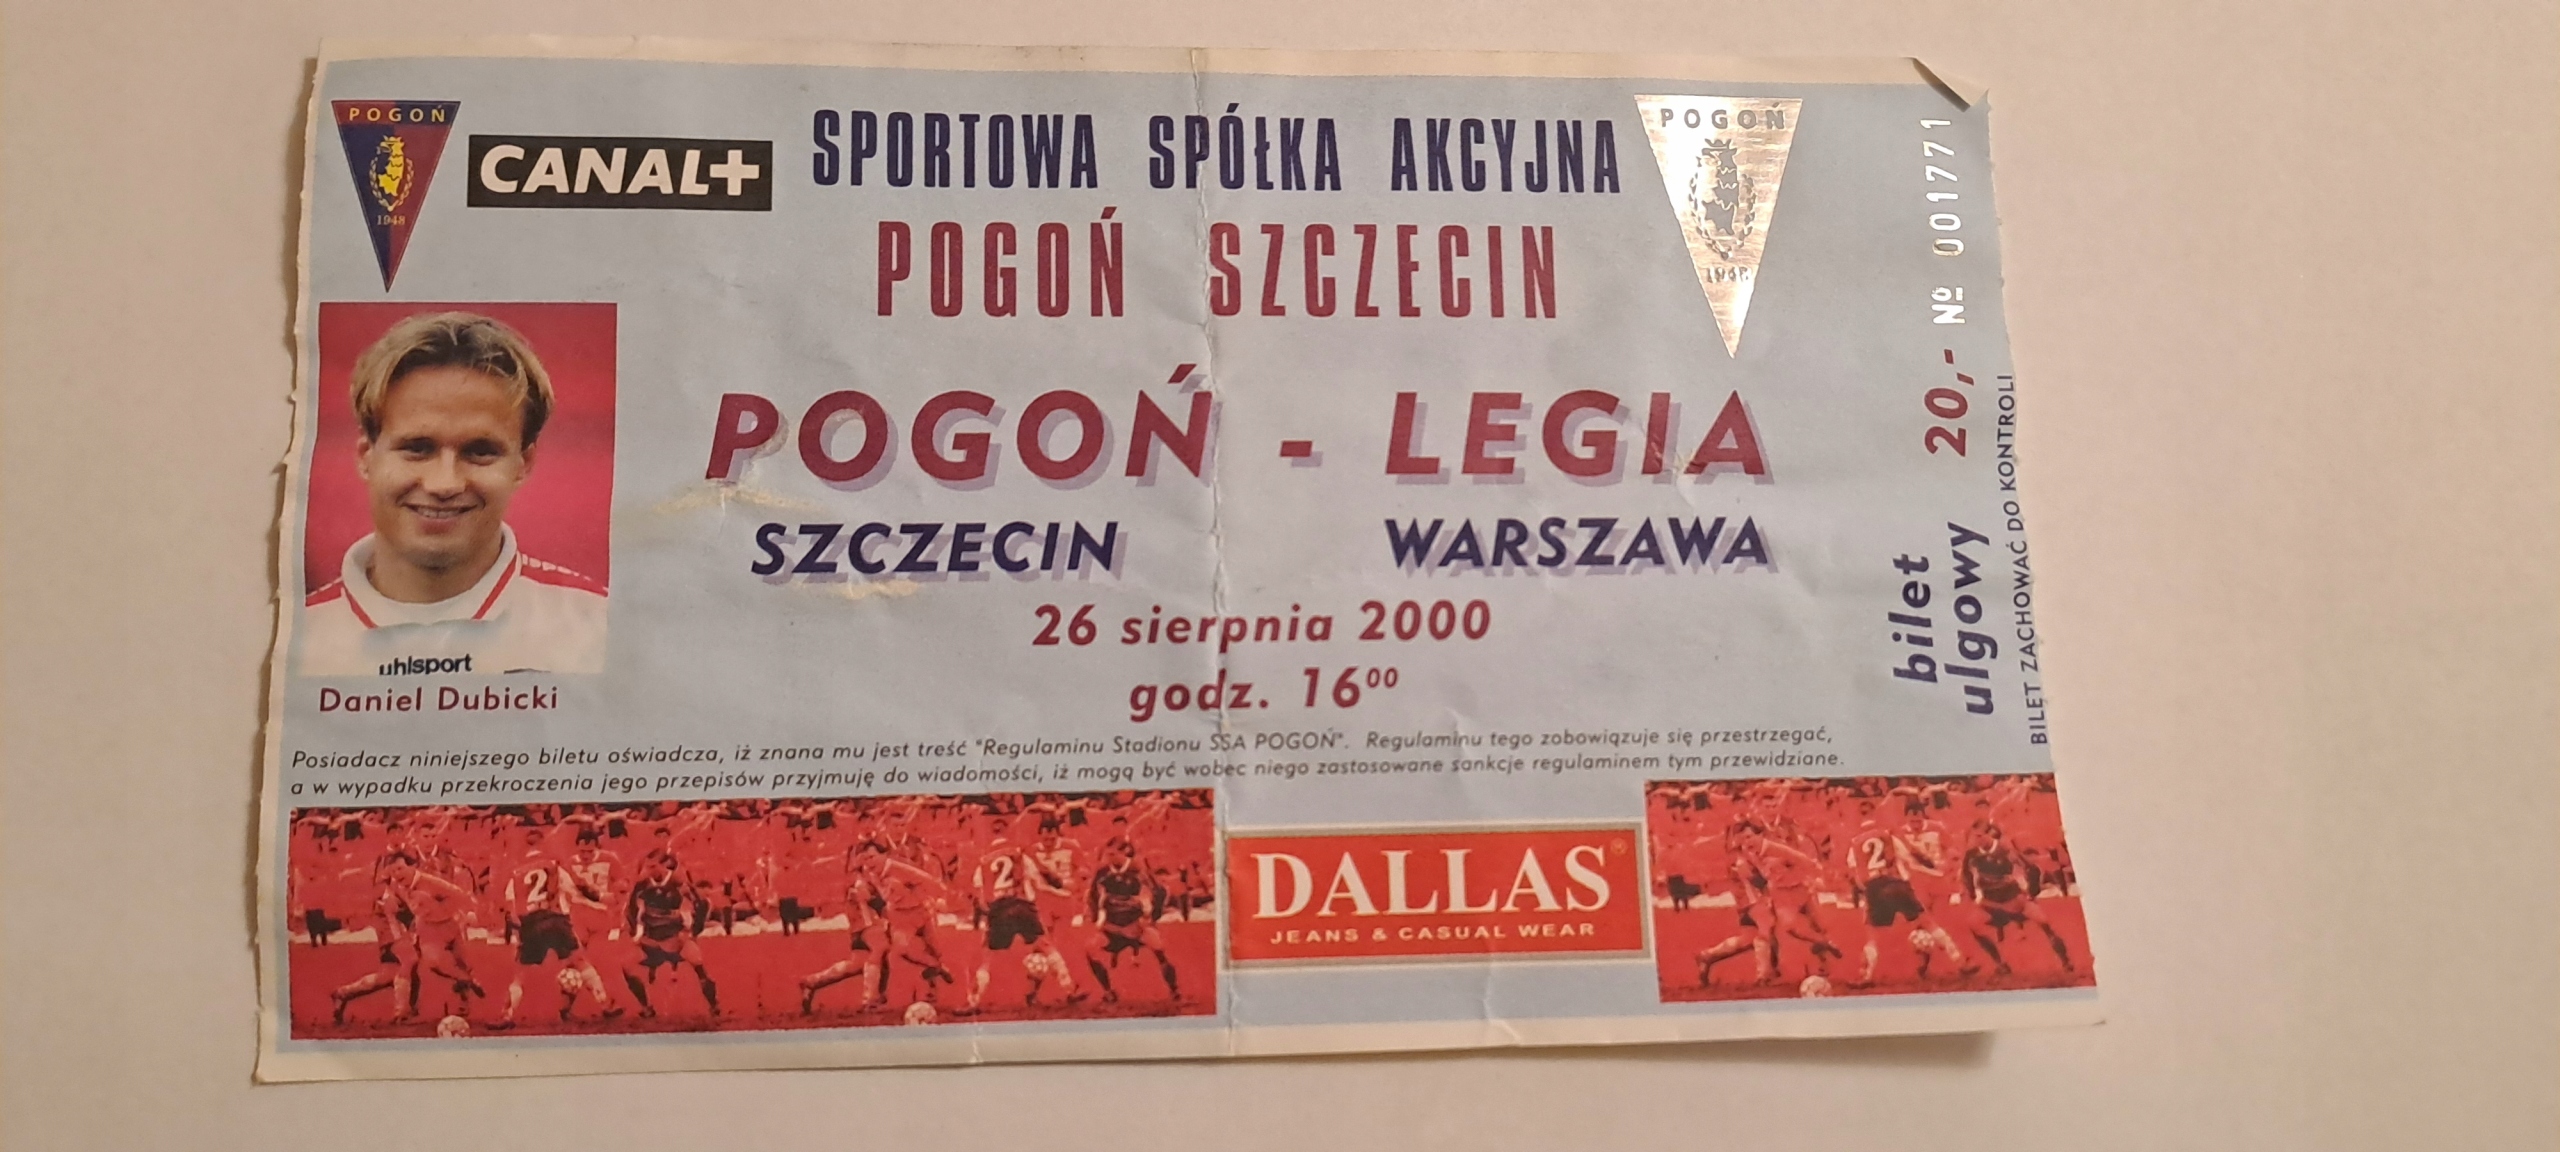 POGOŃ
1948
CANAL+
SPORTOWA SPÓŁKA AKCYJNA
POGOŃ SZCZECIN
POGOŃ
1948
POGOŃ - LEGIA
SZCZECIN WARSZAWA
26 sierpnia 2000
godz. 16⁰⁰
uhlsport
Daniel Dubicki
Posiadacz niniejszego biletu oświadcza, iż znana mu jest treść "Regulaminu Stadionu SSA POGOŃ". Regulaminu tego zobowiązuje się przestrzegać,
a w wypadku przekroczenia jego przepisów przyjmuję do wiadomości, iż mogą być wobec niego zastosowane sankcje regulaminem tym przewidziane.
2
2
DALLAS®
JEANS & CASUAL WEAR
2
bilet
ulgowy 20,- № 001771
BILET ZACHOWAĆ DO KONTROLI